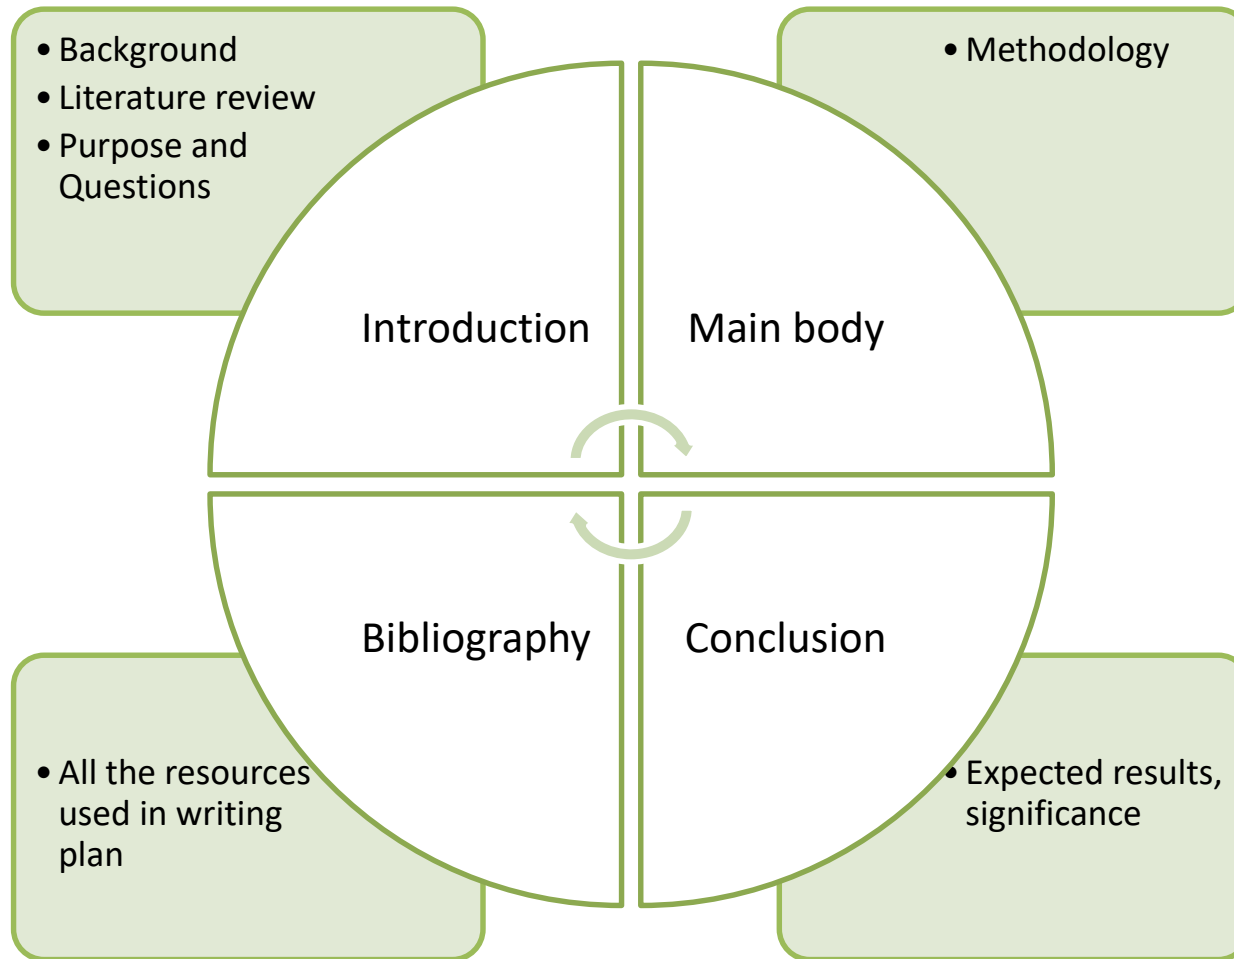 • Background
• Literature review
• Purpose and
Questions
• Methodology
Introduction
Main body
Bibliography
Conclusion
• All the resources
used in writing
plan
• Expected results,
significance